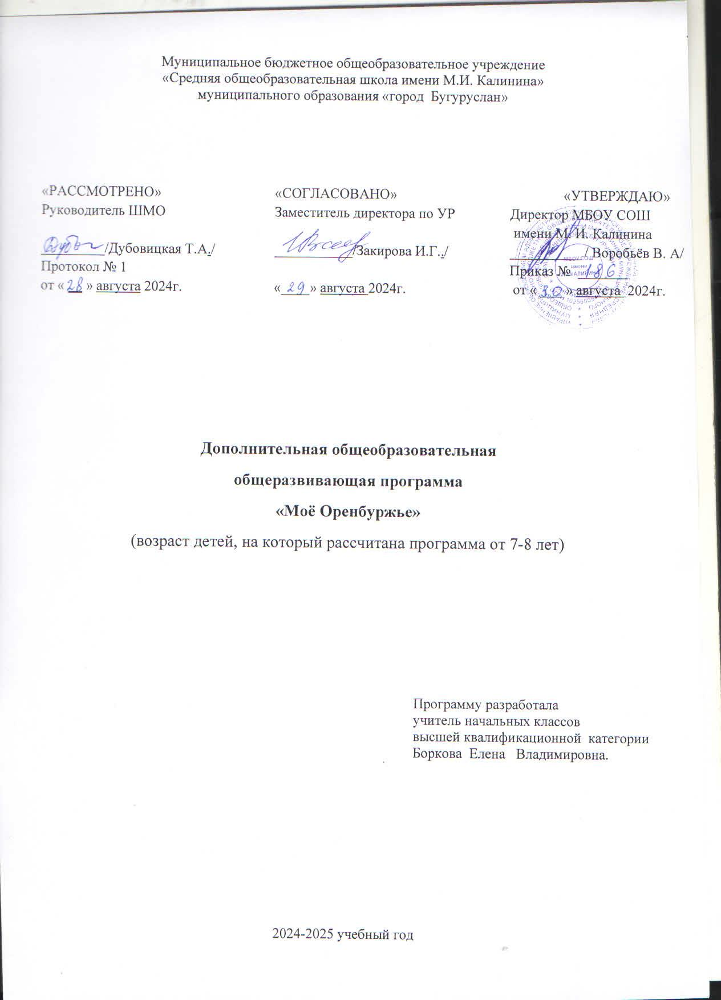 Муниципальное бюджетное общеобразовательное учреждение
«Средняя общеобразовательная школа имени М.И. Калинина»
муниципального образования «город Бугуруслан»
«РАССМОТРЕНО»
Руководитель ШМО
/Дубовицкая Т.А./
Протокол № 1
от « 28 » августа 2024г.
«СОГЛАСОВАНО»
Заместитель директора по УР
/Закирова И.Г../
« 29 » августа 2024г.
«УТВЕРЖДАЮ»
Директор МБОУ СОШ
имени М. И. Калинина
/ Воробьёв В. А/
Приказ № 186
от « 30 » августа 2024г.
МБОУ СОШ
имени
КАЛИНИНА
Дополнительная общеобразовательная
общеразвивающая программа
«Моё Оренбуржье»
(возраст детей, на который рассчитана программа от 7-8 лет)
Программу разработала
учитель начальных классов
высшей квалификационной категории
Боркова Елена Владимировна.
2024-2025 учебный год